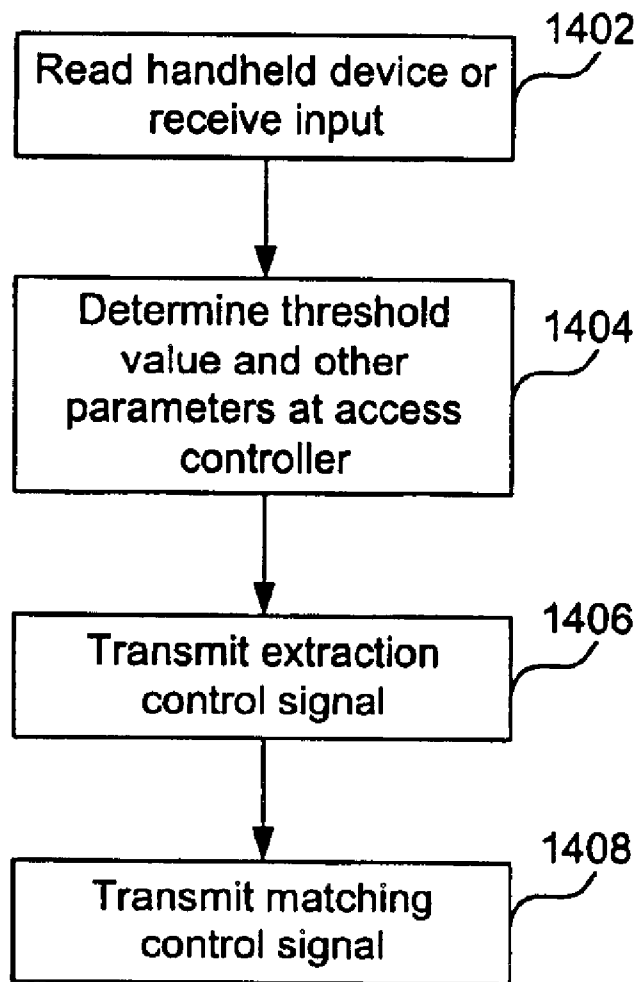 1402
Read handheld device or
receive input
1404
Determine threshold
value and other
parameters at access
controller
1406
Transmit extraction
control signal
1408
Transmit matching
control signal